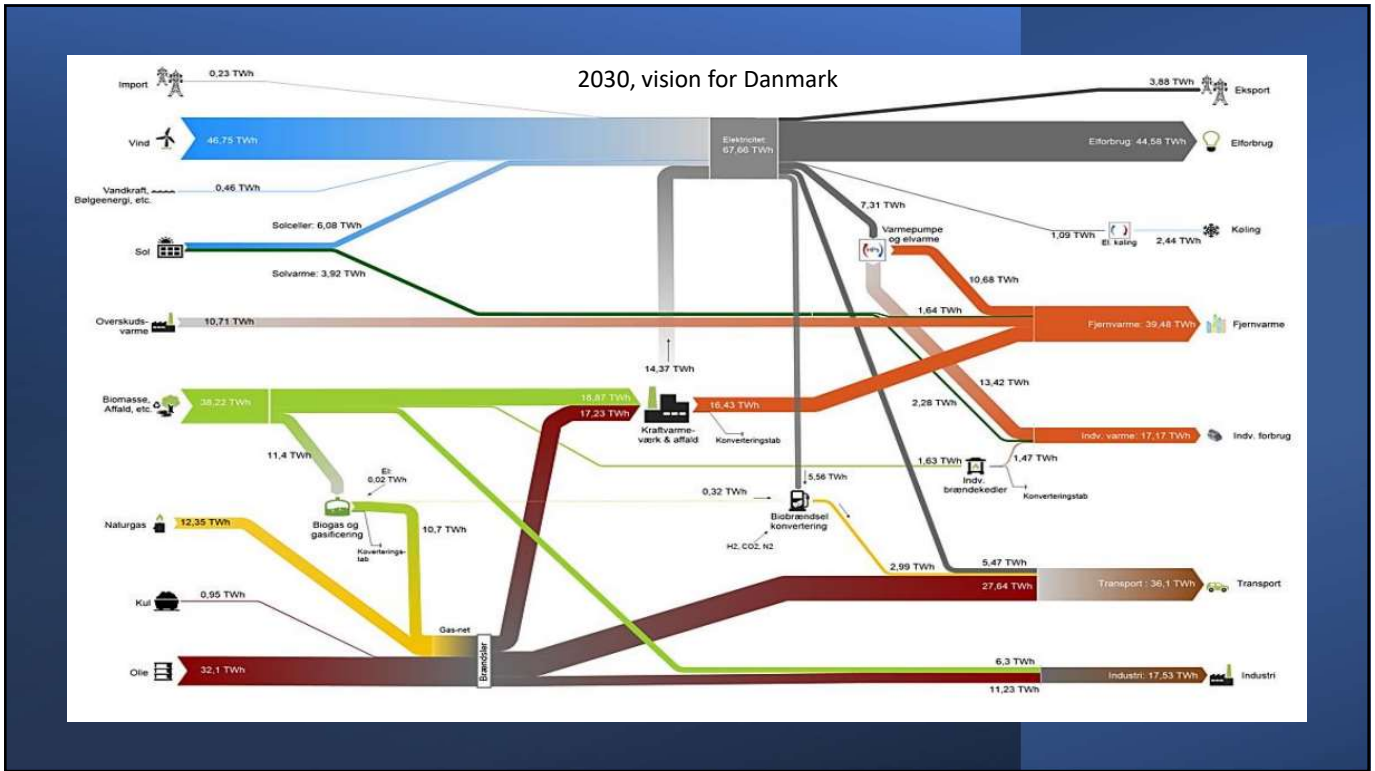 2030, vision for Danmark
Import
0,23 TWh
3,88 TWh
Eksport
Vind
46,75 TWh
Elektricitet
67,66 TWh
Elforbrug: 44,58 TWh
Elforbrug
Vandkraft,
Bølgeenergi, etc.
0,46 TWh
Solceller: 6,08 TWh
7,31 TWh
Varmepumpe
og elvarme
1,09 TWh
El. køling
2,44 TWh
Køling
Sol
HPs
Solvarme: 3,92 TWh
10,68 TWh
1,64 TWh
Overskuds-
varme
10,71 TWh
Fjernvarme: 39,48 TWh
Fjernvarme
14,37 TWh
13,42 TWh
Biomasse,
Affald, etc.
38,22 TWh
18,87 TWh
17,23 TWh
16,43 TWh
2,28 TWh
Kraftvarme-
værk & affald
Konverteringstab
Indv. varme: 17,17 TWh
Indv. forbrug
11,4 TWh
1,63 TWh
1,47 TWh
El:
0,02 TWh
5,56 TWh
Indv.
brændekedler
Konverteringstab
0,32 TWh
Naturgas
12,35 TWh
Biogas og
gasificering
10,7 TWh
Biobrændsel
konvertering
Koverterings-
tab
H2, CO2, N2
2,99 TWh
5,47 TWh
27,64 TWh
Transport : 36,1 TWh
Transport
Kul
0,95 TWh
Gas-net
Brændsler
Olie
32,1 TWh
6,3 TWh
Industri: 17,53 TWh
Industri
11,23 TWh